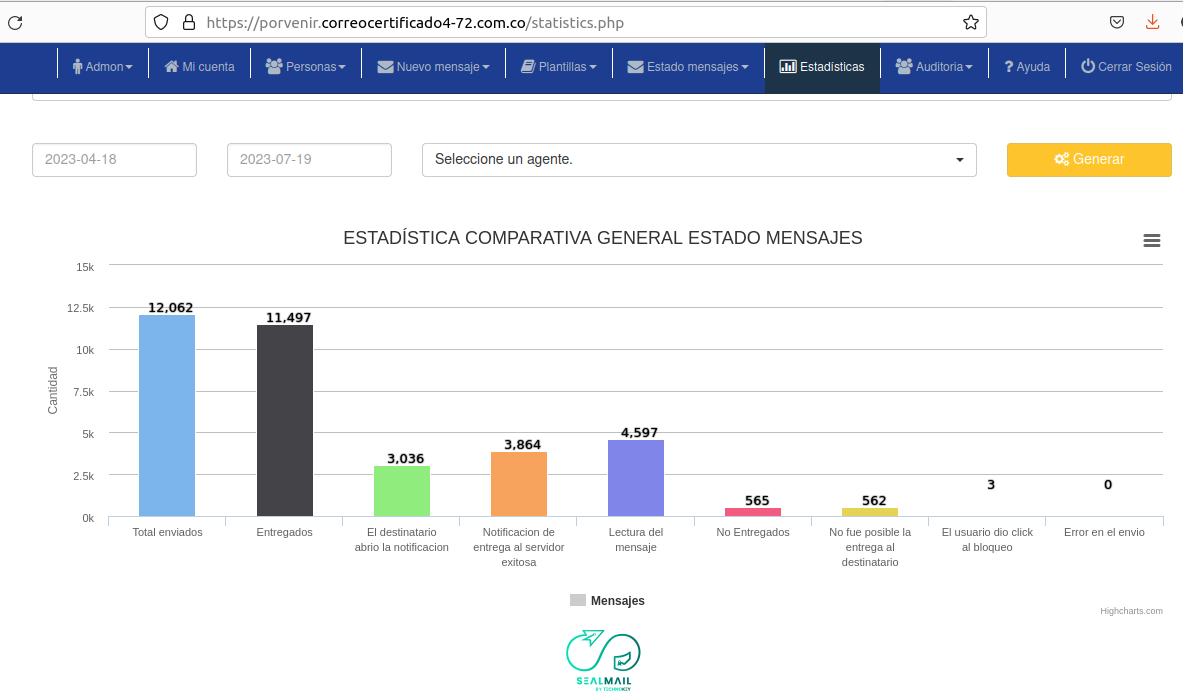 https://porvenir.correocertificado4-72.com.co/statistics.php
Admon Mi cuenta Personas Nuevo mensaje Plantillas Estado mensajes Estadísticas Auditoria Ayuda Cerrar Sesión
2023-04-18 2023-07-19 Seleccione un agente. Generar
ESTADÍSTICA COMPARATIVA GENERAL ESTADO MENSAJES
Cantidad
15k
12.5k
10k
7.5k
5k
2.5k
0k
12,062 11,497 3,036 3,864 4,597 565 562 3 0
Total enviados
Entregados
El destinatario
abrio la notificacion
Notificacion de
entrega al servidor
exitosa
Lectura del
mensaje
No Entregados
No fue posible la
entrega al
destinatario
El usuario dio click
al bloqueo
Error en el envio
Mensajes
Highcharts.com
SEALMAIL
BY TECHNOKEY